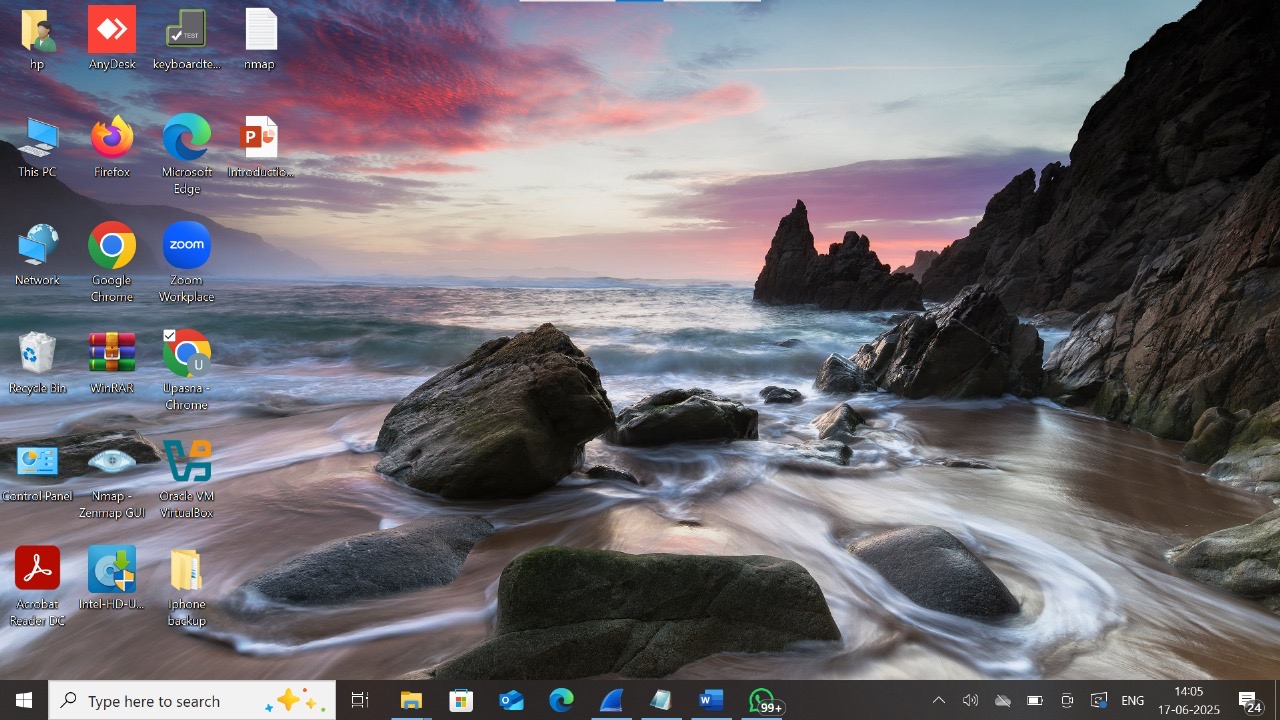 hp
AnyDesk
TEST
keyboardte...
nmap
This PC
Firefox
Microsoft
Edge
P
Introductio...
Network
Google
Chrome
zoom
Zoom
Workplace
Recycle Bin
WinRAR
U
Upasna -
Chrome
Control Panel
Nmap -
Zenmap GUI
Oracle VM
VirtualBox
Acrobat
Reader DC
Intel-HD-U...
Iphone
backup
Type here to search
W
99+
ENG
14:05
17-06-2025
24